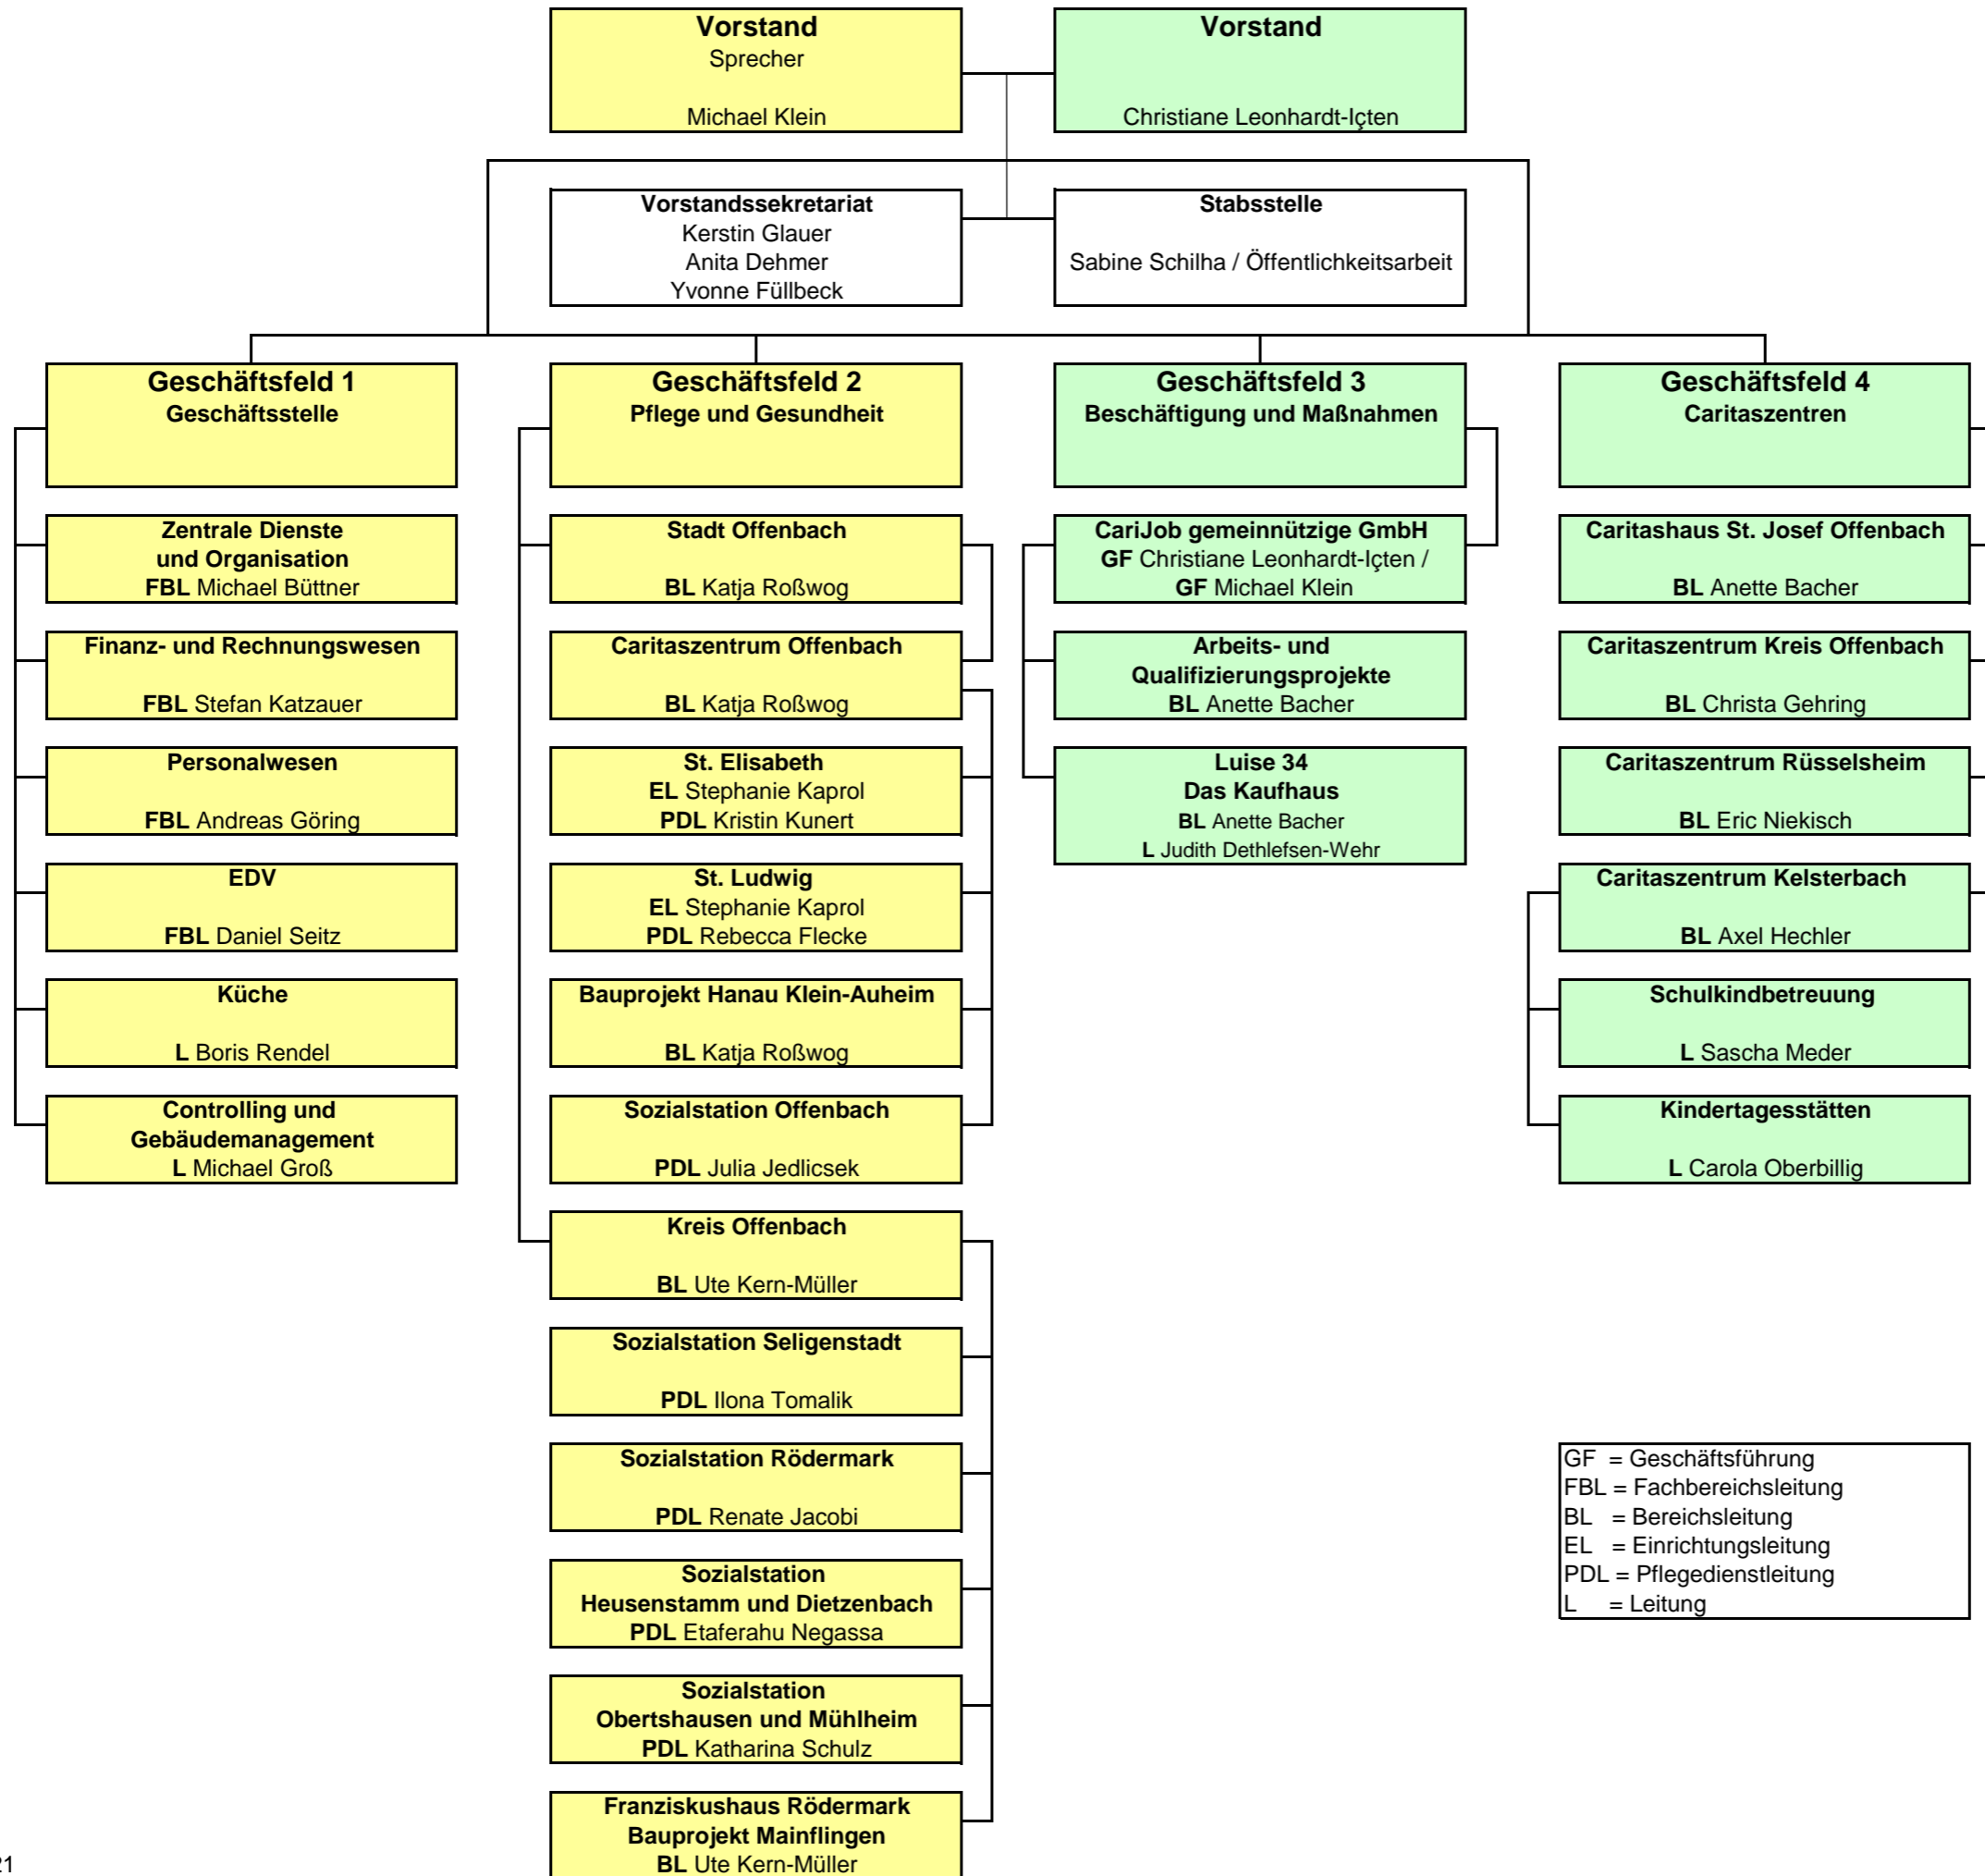 Vorstand
Sprecher
Michael Klein
Vorstand
Christiane Leonhardt-Içten
Vorstandssekretariat
Kerstin Glauer
Anita Dehmer
Yvonne Füllbeck
Stabsstelle
Sabine Schilha / Öffentlichkeitsarbeit
Geschäftsfeld 1
Geschäftsstelle
Zentrale Dienste
und Organisation
FBL Michael Büttner
Finanz- und Rechnungswesen
FBL Stefan Katzauer
Personalwesen
FBL Andreas Göring
EDV
FBL Daniel Seitz
Küche
L Boris Rendel
Controlling und
Gebäudemanagement
L Michael Groß
Geschäftsfeld 2
Pflege und Gesundheit
Stadt Offenbach
BL Katja Roßwog
Caritaszentrum Offenbach
BL Katja Roßwog
St. Elisabeth
EL Stephanie Kaprol
PDL Kristin Kunert
St. Ludwig
EL Stephanie Kaprol
PDL Rebecca Flecke
Bauprojekt Hanau Klein-Auheim
BL Katja Roßwog
Sozialstation Offenbach
PDL Julia Jedlicsek
Kreis Offenbach
BL Ute Kern-Müller
Sozialstation Seligenstadt
PDL Ilona Tomalik
Sozialstation Rödermark
PDL Renate Jacobi
Sozialstation
Heusenstamm und Dietzenbach
PDL Etaferahu Negassa
Sozialstation
Obertshausen und Mühlheim
PDL Katharina Schulz
Franziskushaus Rödermark
Bauprojekt Mainflingen
BL Ute Kern-Müller
Geschäftsfeld 3
Beschäftigung und Maßnahmen
CariJob gemeinnützige GmbH
GF Christiane Leonhardt-Içten /
GF Michael Klein
Arbeits- und
Qualifizierungsprojekte
BL Anette Bacher
Luise 34
Das Kaufhaus
BL Anette Bacher
L Judith Dethlefsen-Wehr
Geschäftsfeld 4
Caritaszentren
Caritashaus St. Josef Offenbach
BL Anette Bacher
Caritaszentrum Kreis Offenbach
BL Christa Gehring
Caritaszentrum Rüsselsheim
BL Eric Niekisch
Caritaszentrum Kelsterbach
BL Axel Hechler
Schulkindbetreuung
L Sascha Meder
Kindertagesstätten
L Carola Oberbillig
GF = Geschäftsführung
FBL = Fachbereichsleitung
BL = Bereichsleitung
EL = Einrichtungsleitung
PDL = Pflegedienstleitung
L = Leitung